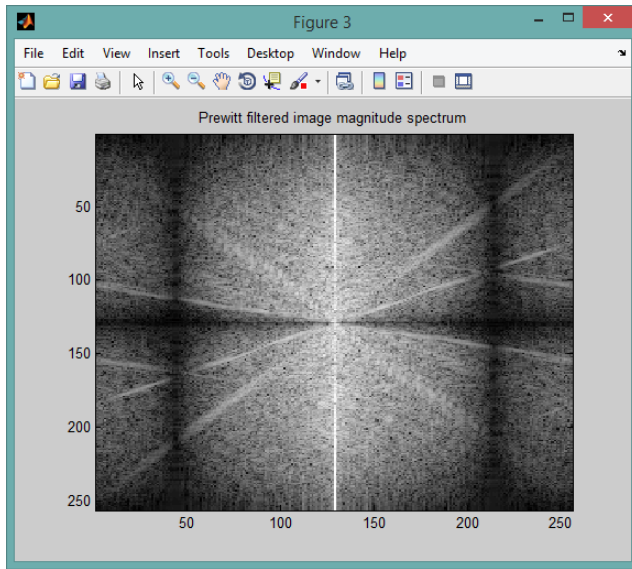 Figure 3
File Edit View Insert Tools Desktop Window Help
Prewitt filtered image magnitude spectrum
50
100
150
200
250
50 100 150 200 250